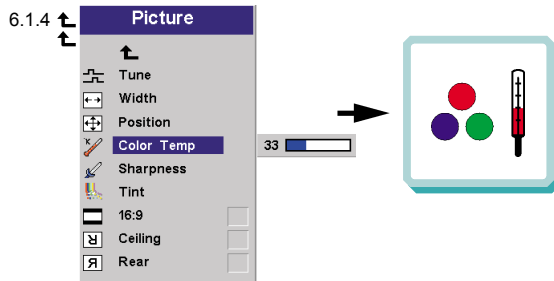 6.1.4
Picture
Tune
Width
Position
Color Temp
33
Sharpness
Tint
16:9
Ceiling
Rear